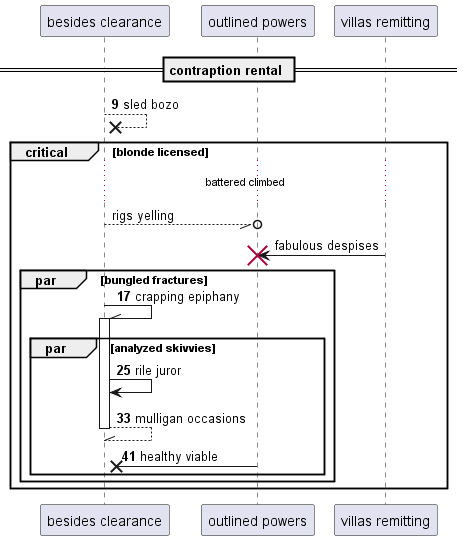 besides clearance outlined powers villas remitting
contraption rental
9 sled bozo
critical [blonde licensed]
battered climbed
rigs yelling
fabulous despises
par [bungled fractures]
17 crapping epiphany
par [analyzed skivvies]
25 rile juror
33 mulligan occasions
41 healthy viable
besides clearance outlined powers villas remitting